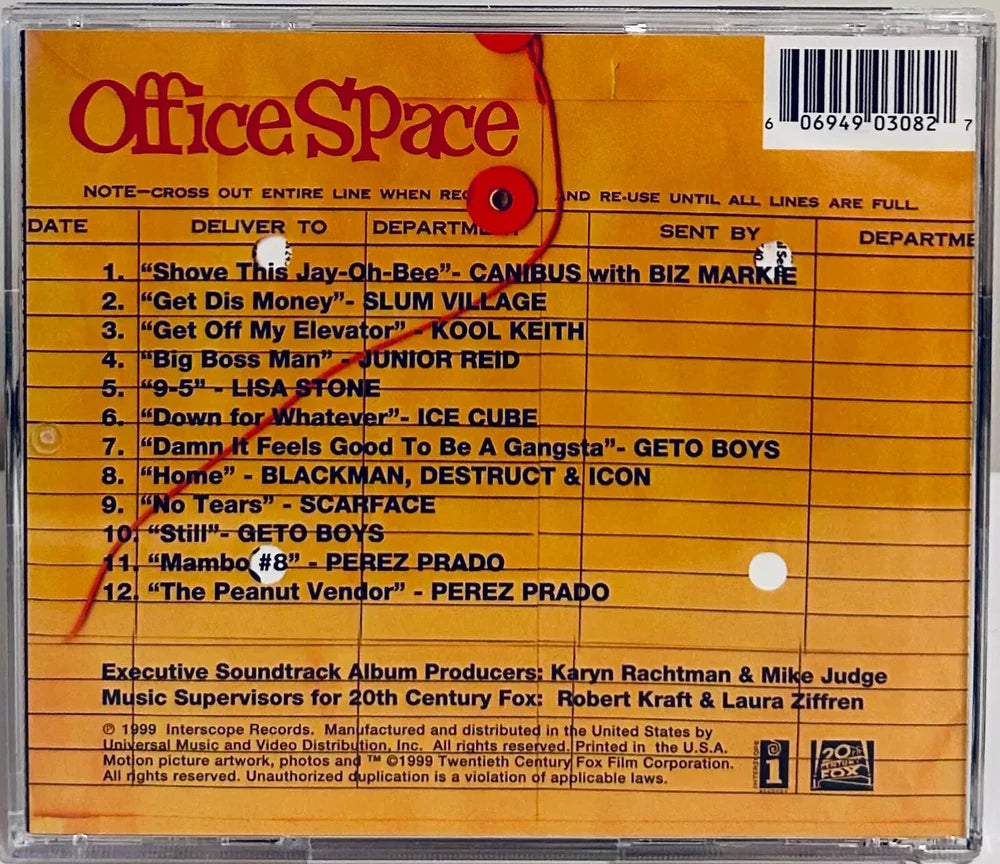 Office Space
6 06949 03082 7
NOTE—CROSS OUT ENTIRE LINE WHEN REC AND RE-USE UNTIL ALL LINES ARE FULL
DATE DELIVER TO DEPARTMENT SENT BY DEPARTME
1. “Shove This Jay-Oh-Bee”- CANIBUS with BIZ MARKIE
2. “Get Dis Money”- SLUM VILLAGE
3. “Get Off My Elevator” - KOOL KEITH
4. “Big Boss Man” - JUNIOR REID
5. “9-5” - LISA STONE
6. “Down for Whatever”- ICE CUBE
7. “Damn It Feels Good To Be A Gangsta”- GETO BOYS
8. “Home” - BLACKMAN, DESTRUCT & ICON
9. “No Tears” - SCARFACE
10. “Still”- GETO BOYS
11. “Mambo #8” - PEREZ PRADO
12. “The Peanut Vendor” - PEREZ PRADO
Executive Soundtrack Album Producers: Karyn Rachtman & Mike Judge
Music Supervisors for 20th Century Fox: Robert Kraft & Laura Ziffren
℗ 1999 Interscope Records. Manufactured and distributed in the United States by
Universal Music and Video Distribution, Inc. All rights reserved. Printed in the U.S.A.
Motion picture artwork, photos and ™ ©1999 Twentieth Century Fox Film Corporation.
All rights reserved. Unauthorized duplication is a violation of applicable laws.
INTERSCOPE RECORDS
20TH CENTURY FOX